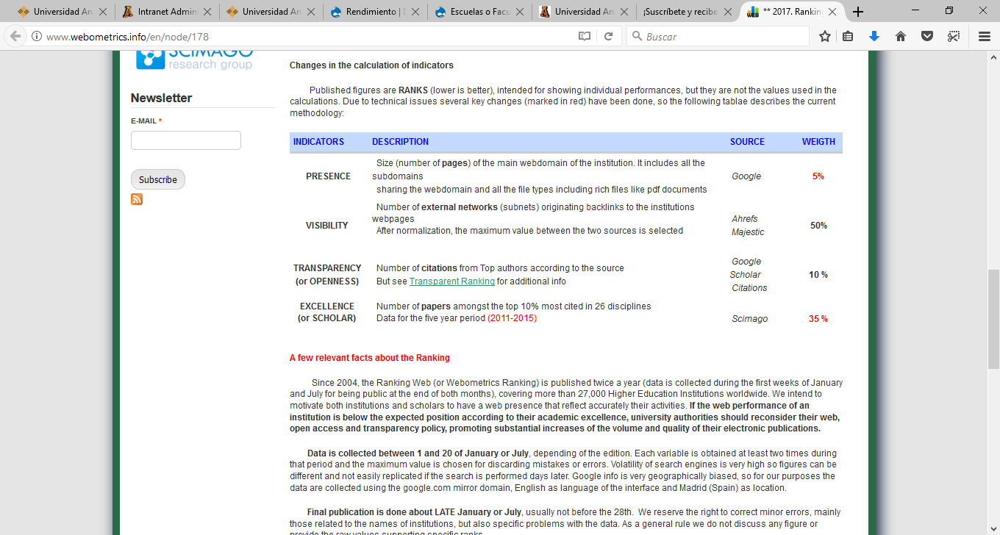 Universidad An
Intranet Admin
Universidad An
Rendimiento | D
Escuelas o Facu
Universidad An
¡Suscríbete y recibe
** 2017. Rankin
www.webometrics.info/en/node/178
Buscar
SCIMAGO
research group
Newsletter
E-MAIL *
Subscribe
Changes in the calculation of indicators
Published figures are RANKS (lower is better), intended for showing individual performances, but they are not the values used in the
calculations. Due to technical issues several key changes (marked in red) have been done, so the following tablae describes the current
methodology:
INDICATORS DESCRIPTION SOURCE WEIGTH
Size (number of pages) of the main webdomain of the institution. It includes all the
PRESENCE subdomains Google 5%
sharing the webdomain and all the file types including rich files like pdf documents
Number of external networks (subnets) originating backlinks to the institutions
webpages Ahrefs
VISIBILITY 50%
After normalization, the maximum value between the two sources is selected Majestic
Google
TRANSPARENCY Number of citations from Top authors according to the source
Scholar 10 %
(or OPENNESS) But see Transparent Ranking for additional info
Citations
EXCELLENCE Number of papers amongst the top 10% most cited in 26 disciplines
(or SCHOLAR) Data for the five year period (2011-2015) Scimago 35 %
A few relevant facts about the Ranking
Since 2004, the Ranking Web (or Webometrics Ranking) is published twice a year (data is collected during the first weeks of January
and July for being public at the end of both months), covering more than 27,000 Higher Education Institutions worldwide. We intend to
motivate both institutions and scholars to have a web presence that reflect accurately their activities. If the web performance of an
institution is below the expected position according to their academic excellence, university authorities should reconsider their web,
open access and transparency policy, promoting substantial increases of the volume and quality of their electronic publications.
Data is collected between 1 and 20 of January or July, depending of the edition. Each variable is obtained at least two times during
that period and the maximum value is chosen for discarding mistakes or errors. Volatility of search engines is very high so figures can be
different and not easily replicated if the search is performed days later. Google info is very geographically biased, so for our purposes the
data are collected using the google.com mirror domain, English as language of the interface and Madrid (Spain) as location.
Final publication is done about LATE January or July, usually not before the 28th. We reserve the right to correct minor errors, mainly
those related to the names of institutions, but also specific problems with the data. As a general rule we do not discuss any figure or
provide the raw values supporting specific ranks.